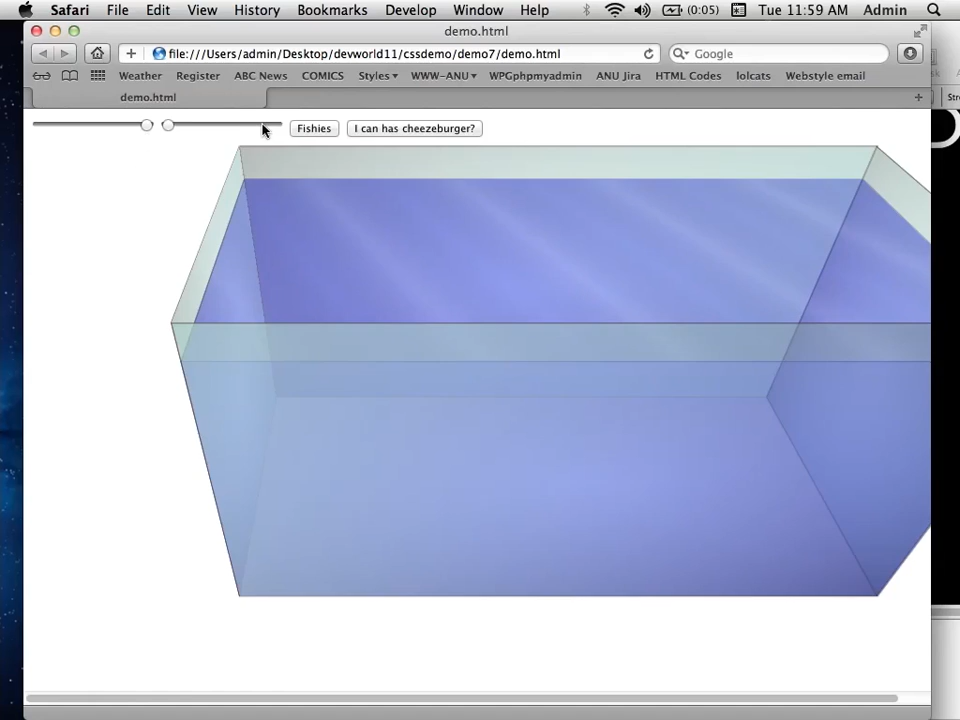 Safari File Edit View History Bookmarks Develop Window Help (0:05) Tue 11:59 AM Admin
demo.html
file:///Users/admin/Desktop/devworld11/cssdemo/demo7/demo.html Google
Weather Register ABC News COMICS Styles WWW-ANU WPGphpmyadmin ANU Jira HTML Codes lolcats Webstyle email
demo.html
Fishies I can has cheezeburger?